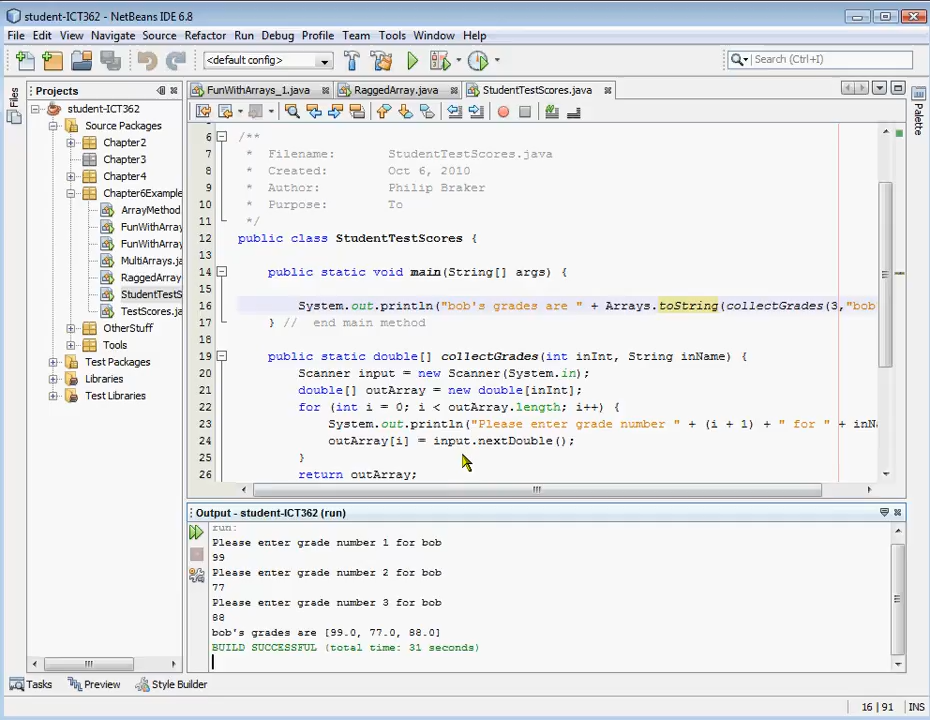 student-ICT362 - NetBeans IDE 6.8
File Edit View Navigate Source Refactor Run Debug Profile Team Tools Window Help
<default config>
Search (Ctrl+I)
Files
Projects
student-ICT362
Source Packages
Chapter2
Chapter3
Chapter4
Chapter6Example
ArrayMethod
FunWithArray
FunWithArray
MultiArrays.ja
RaggedArray
StudentTestS
TestScores.ja
OtherStuff
Tools
Test Packages
Libraries
Test Libraries
FunWithArrays_1.java RaggedArray.java StudentTestScores.java
Palette
6 /**
7 * Filename: StudentTestScores.java
8 * Created: Oct 6, 2010
9 * Author: Philip Braker
10 * Purpose: To
11 */
12 public class StudentTestScores {
13
14 public static void main(String[] args) {
16 System.out.println("bob's grades are " + Arrays.toString(collectGrades(3,"bob
17 } // end main method
18
19 public static double[] collectGrades(int inInt, String inName) {
20 Scanner input = new Scanner(System.in);
21 double[] outArray = new double[inInt];
22 for (int i = 0; i < outArray.length; i++) {
23 System.out.println("Please enter grade number " + (i + 1) + " for " + inNa
24 outArray[i] = input.nextDouble();
25 }
26 return outArray;
Output - student-ICT362 (run)
run:
Please enter grade number 1 for bob
99
Please enter grade number 2 for bob
77
Please enter grade number 3 for bob
88
bob's grades are [99.0, 77.0, 88.0]
BUILD SUCCESSFUL (total time: 31 seconds)
Tasks Preview Style Builder
16 | 91 INS